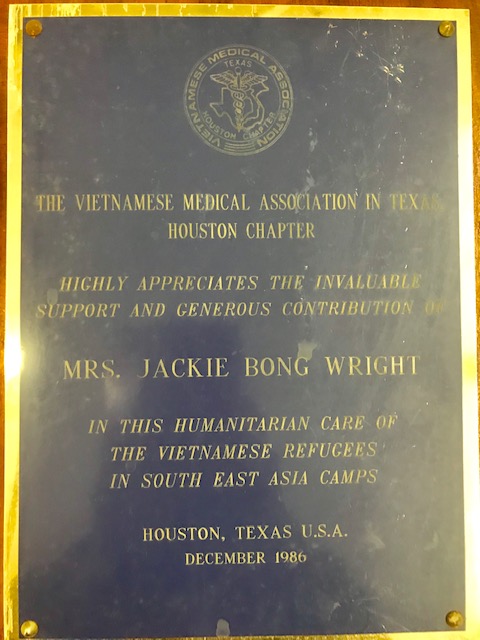 VIETNAMESE MEDICAL ASSOCIATION
TEXAS
HOUSTON CHAPTER
THE VIETNAMESE MEDICAL ASSOCIATION IN TEXAS
HOUSTON CHAPTER
HIGHLY APPRECIATES THE INVALUABLE
SUPPORT AND GENEROUS CONTRIBUTION OF
MRS. JACKIE BONG WRIGHT
IN THIS HUMANITARIAN CARE OF
THE VIETNAMESE REFUGEES
IN SOUTH EAST ASIA CAMPS
HOUSTON, TEXAS U.S.A.
DECEMBER 1986